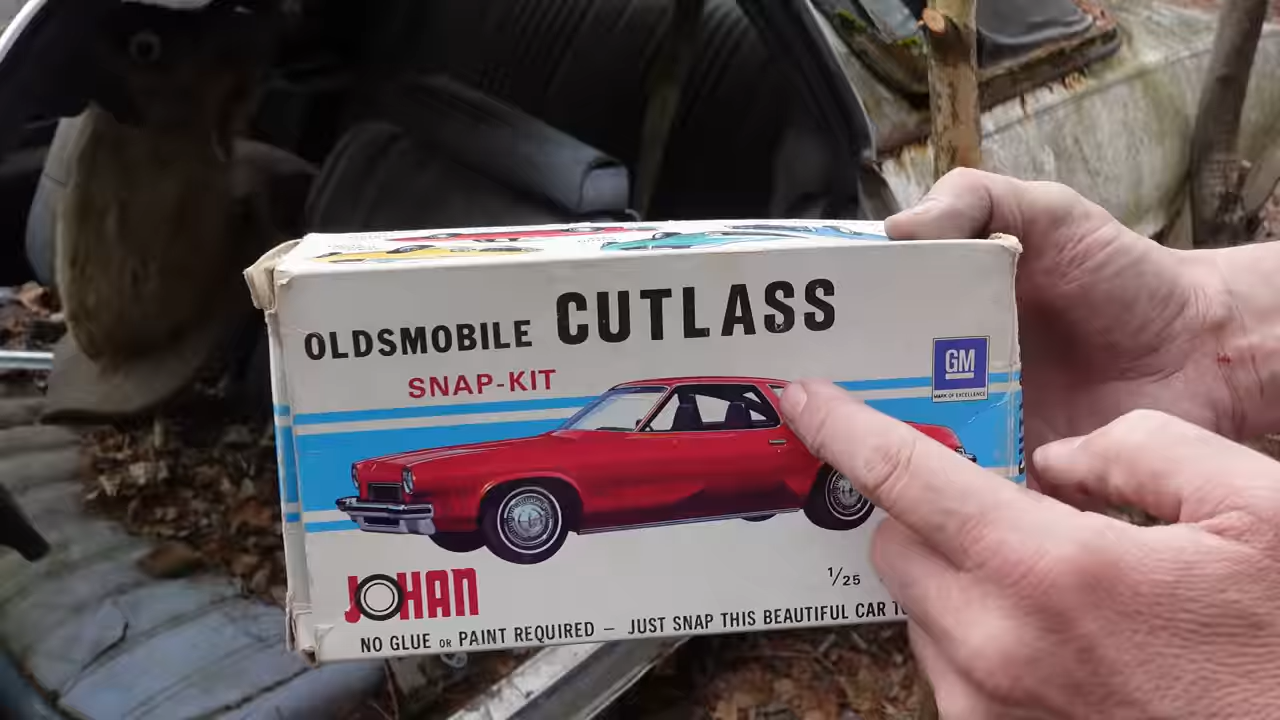 OLDSMOBILE CUTLASS
SNAP-KIT
GM
MARK OF EXCELLENCE
JOHAN
1/25
NO GLUE OR PAINT REQUIRED — JUST SNAP THIS BEAUTIFUL CAR